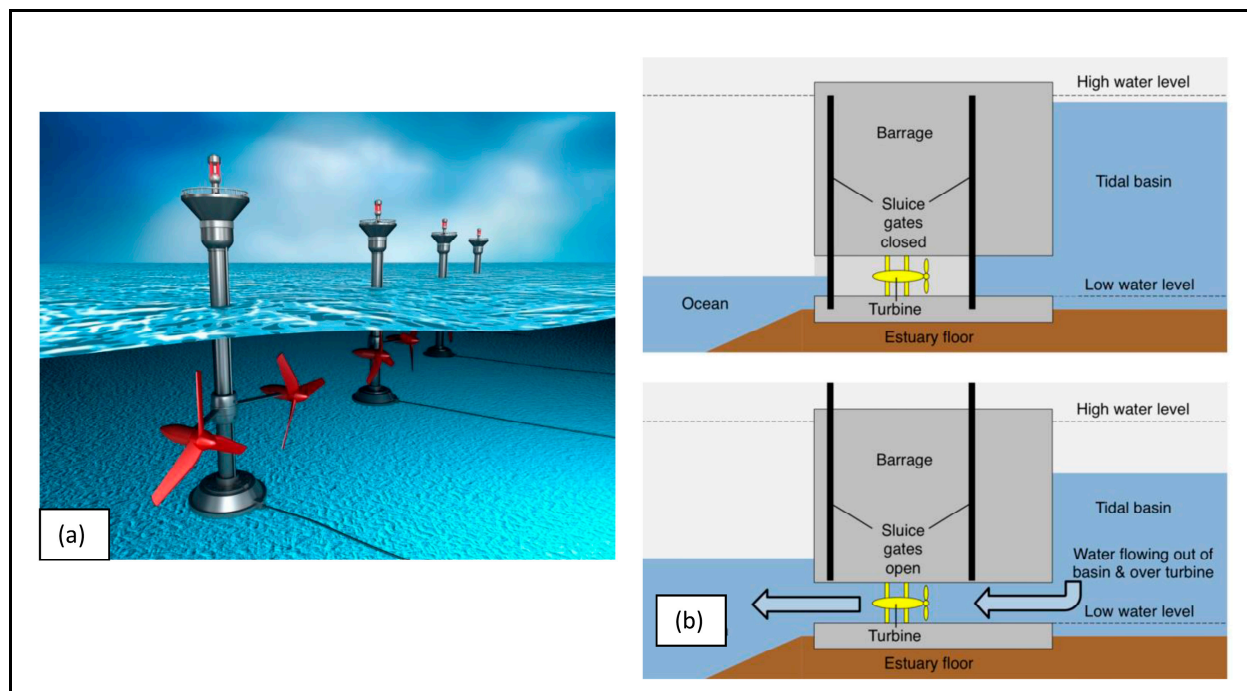 (a)
High water level
Barrage
Tidal basin
Sluice
gates
closed
Ocean
Low water level
Turbine
Estuary floor
High water level
Barrage
Tidal basin
Sluice
gates
open
Water flowing out of
basin & over turbine
(b)
Low water level
Turbine
Estuary floor